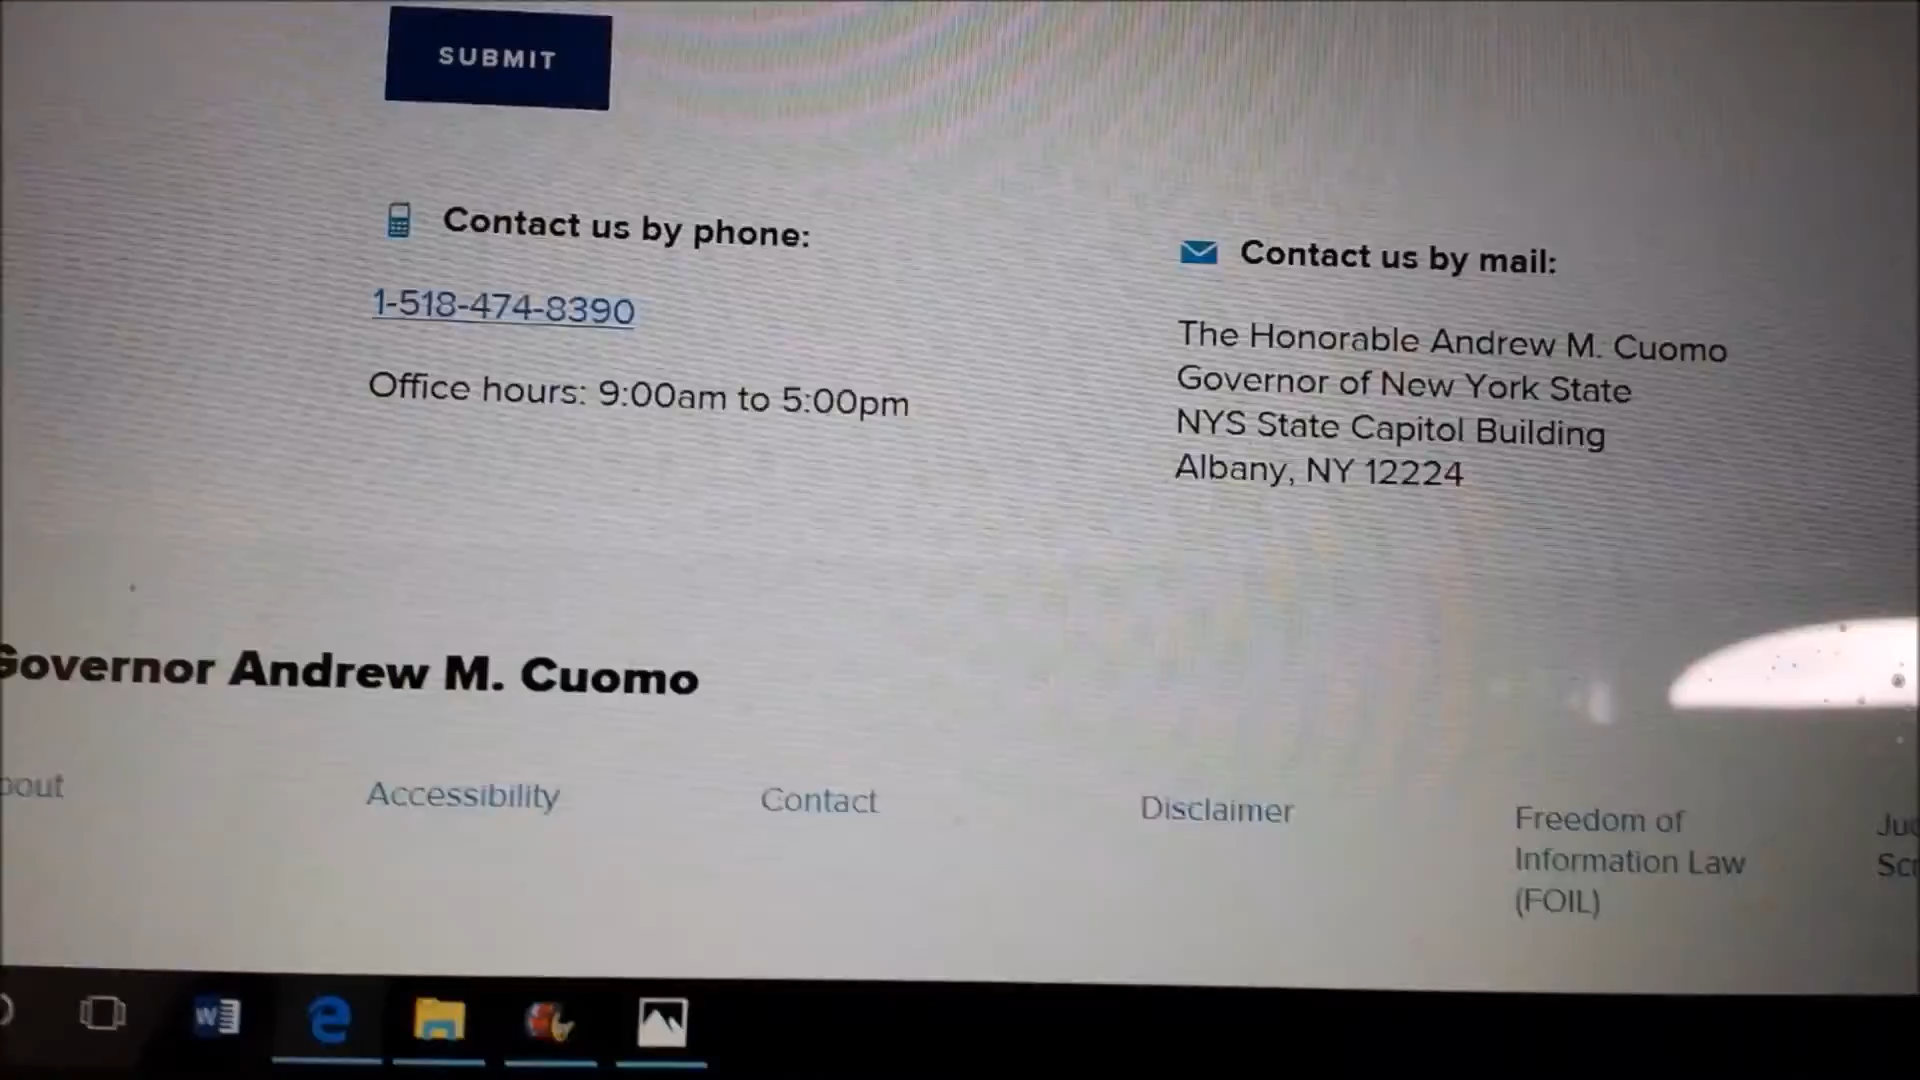 SUBMIT
Contact us by phone:
1-518-474-8390
Office hours: 9:00am to 5:00pm
Contact us by mail:
The Honorable Andrew M. Cuomo
Governor of New York State
NYS State Capitol Building
Albany, NY 12224
Governor Andrew M. Cuomo
Accessibility
Contact
Disclaimer
Freedom of
Information Law
(FOIL)